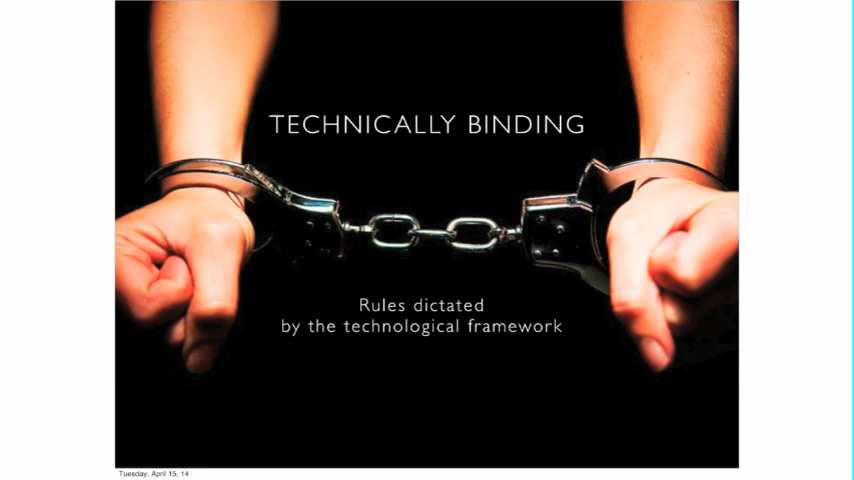 TECHNICALLY BINDING
Rules dictated
by the technological framework
Tuesday, April 15, 14